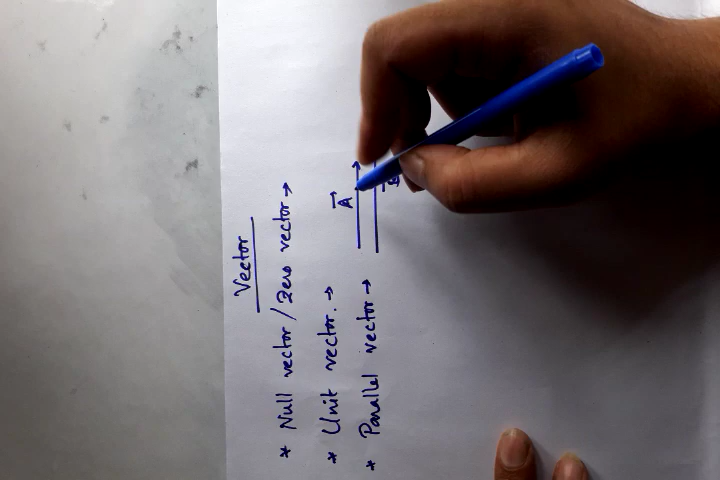 Vector
* Null vector / Zero vector →
* Unit vector. →
* Parallel vector →
A
B